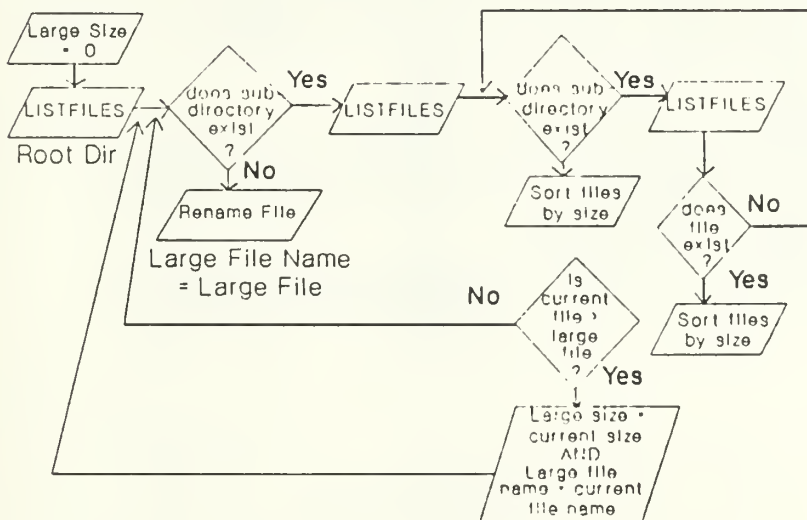 Large Size
= 0
LISTFILES
Root Dir
does sub
directory
exist
?
Yes
No
Rename File
Large File Name
= Large File
LISTFILES
does sub
directory
exist
?
Yes
Sort files
by size
LISTFILES
does
file
exist
?
No
Yes
Sort files
by size
Is
current
file >
large
file
?
No
Yes
Large size =
current size
AND
Large file
name = current
file name